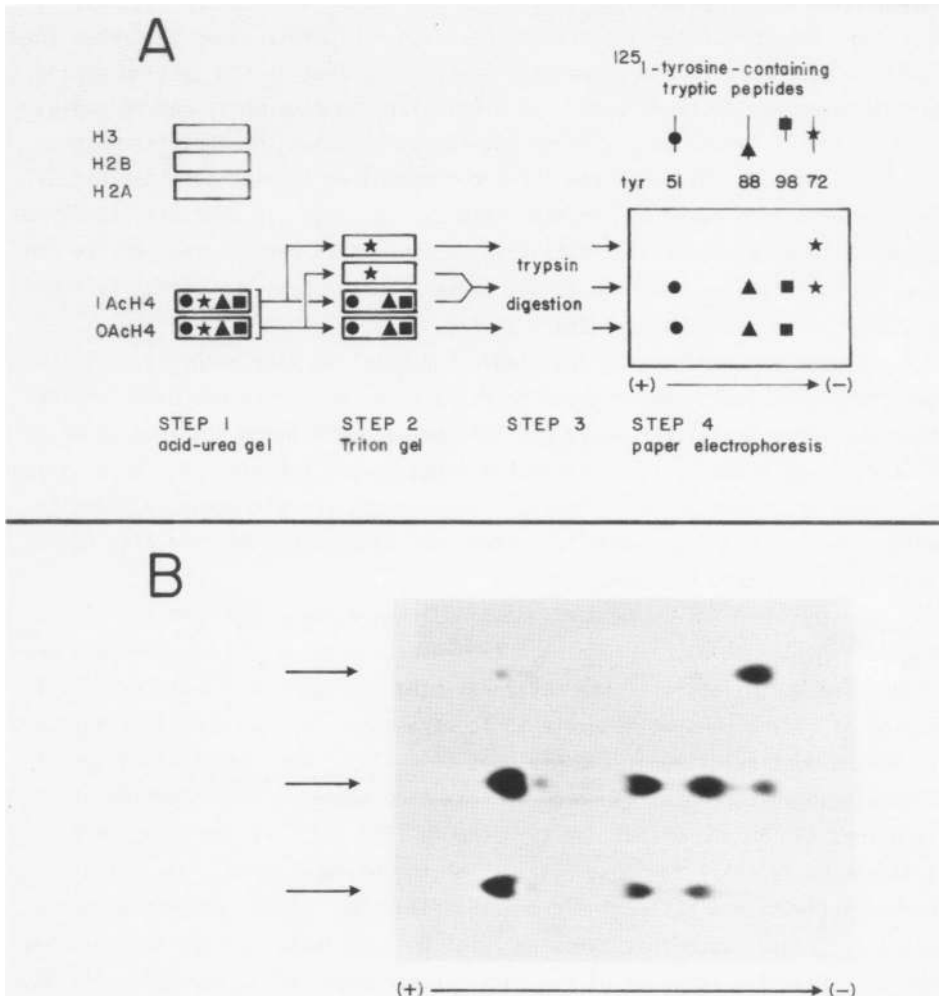 A
125I-tyrosine-containing
tryptic peptides
H3
H2B
H2A
tyr 51 88 98 72
trypsin
digestion
1AcH4
0AcH4
(+) (-)
STEP 1
acid-urea gel
STEP 2
Triton gel
STEP 3
STEP 4
paper electrophoresis
B
(+) (-)